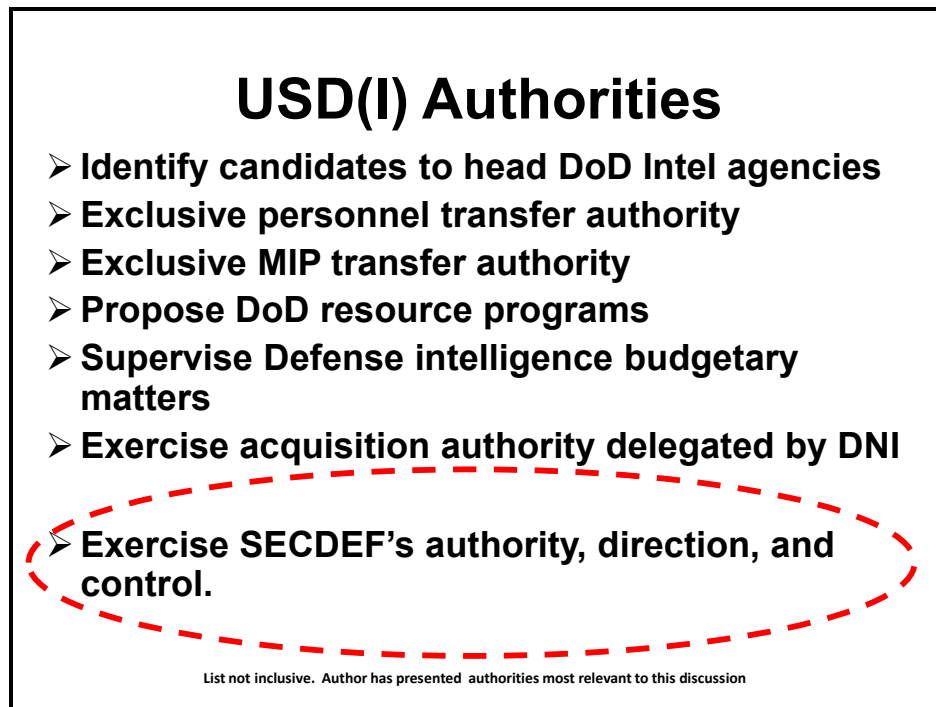 USD(I) Authorities
➢ Identify candidates to head DoD Intel agencies
➢ Exclusive personnel transfer authority
➢ Exclusive MIP transfer authority
➢ Propose DoD resource programs
➢ Supervise Defense intelligence budgetary
matters
➢ Exercise acquisition authority delegated by DNI
➢ Exercise SECDEF’s authority, direction, and
control.
List not inclusive. Author has presented authorities most relevant to this discussion